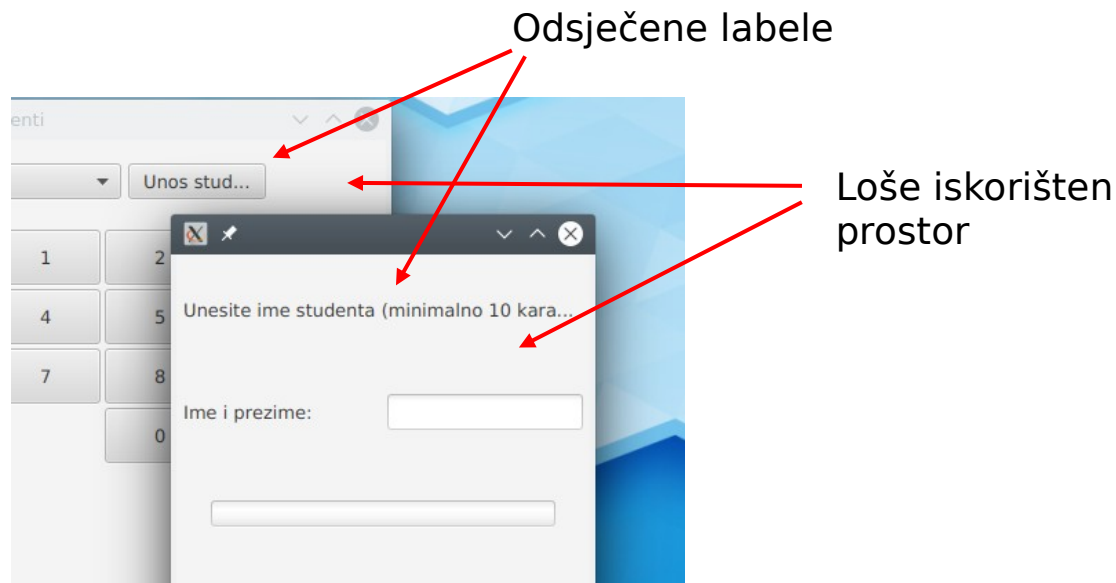 Odsječene labele
enti
Unos stud...
Loše iskorišten
prostor
1
2
4
5
7
8
0
Unesite ime studenta (minimalno 10 kara...
Ime i prezime: